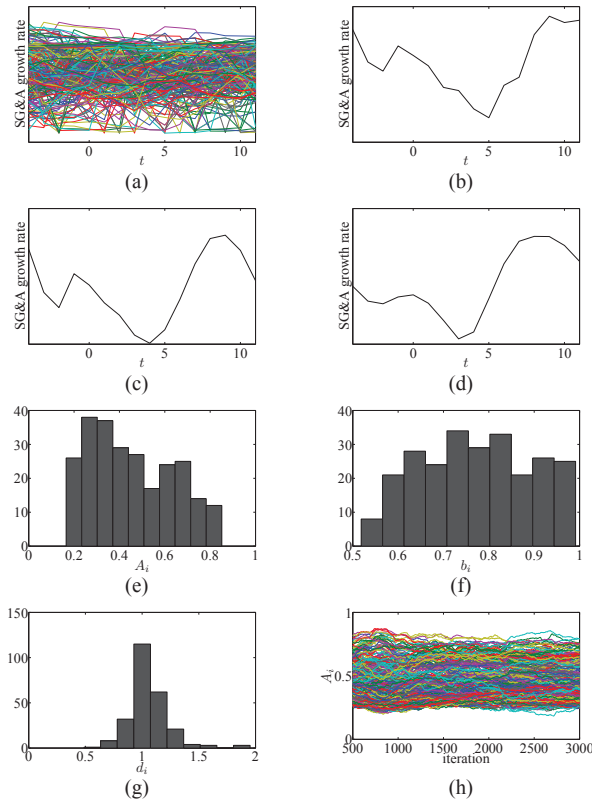 SG&A growth rate
0 5 10
t
(a)
SG&A growth rate
0 5 10
t
(b)
SG&A growth rate
0 5 10
t
(c)
SG&A growth rate
0 5 10
t
(d)
40
30
20
10
0
0 0.2 0.4 0.6 0.8 1
A_i
(e)
40
30
20
10
0
0.5 0.6 0.7 0.8 0.9 1
b_i
(f)
150
100
50
0
0 0.5 1 1.5 2
d_i
(g)
A_i
1
0.5
0
500 1000 1500 2000 2500 3000
iteration
(h)